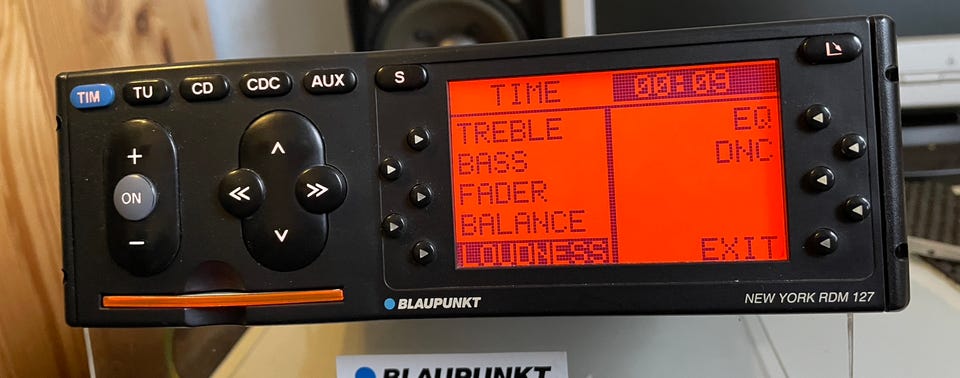 TIM TU CD CDC AUX S
+
ON
−
TIME 00:09
TREBLE
BASS
FADER
BALANCE
LOUDNESS
EQ
DNC
EXIT
BLAUPUNKT
NEW YORK RDM 127
BLAUPUNKT